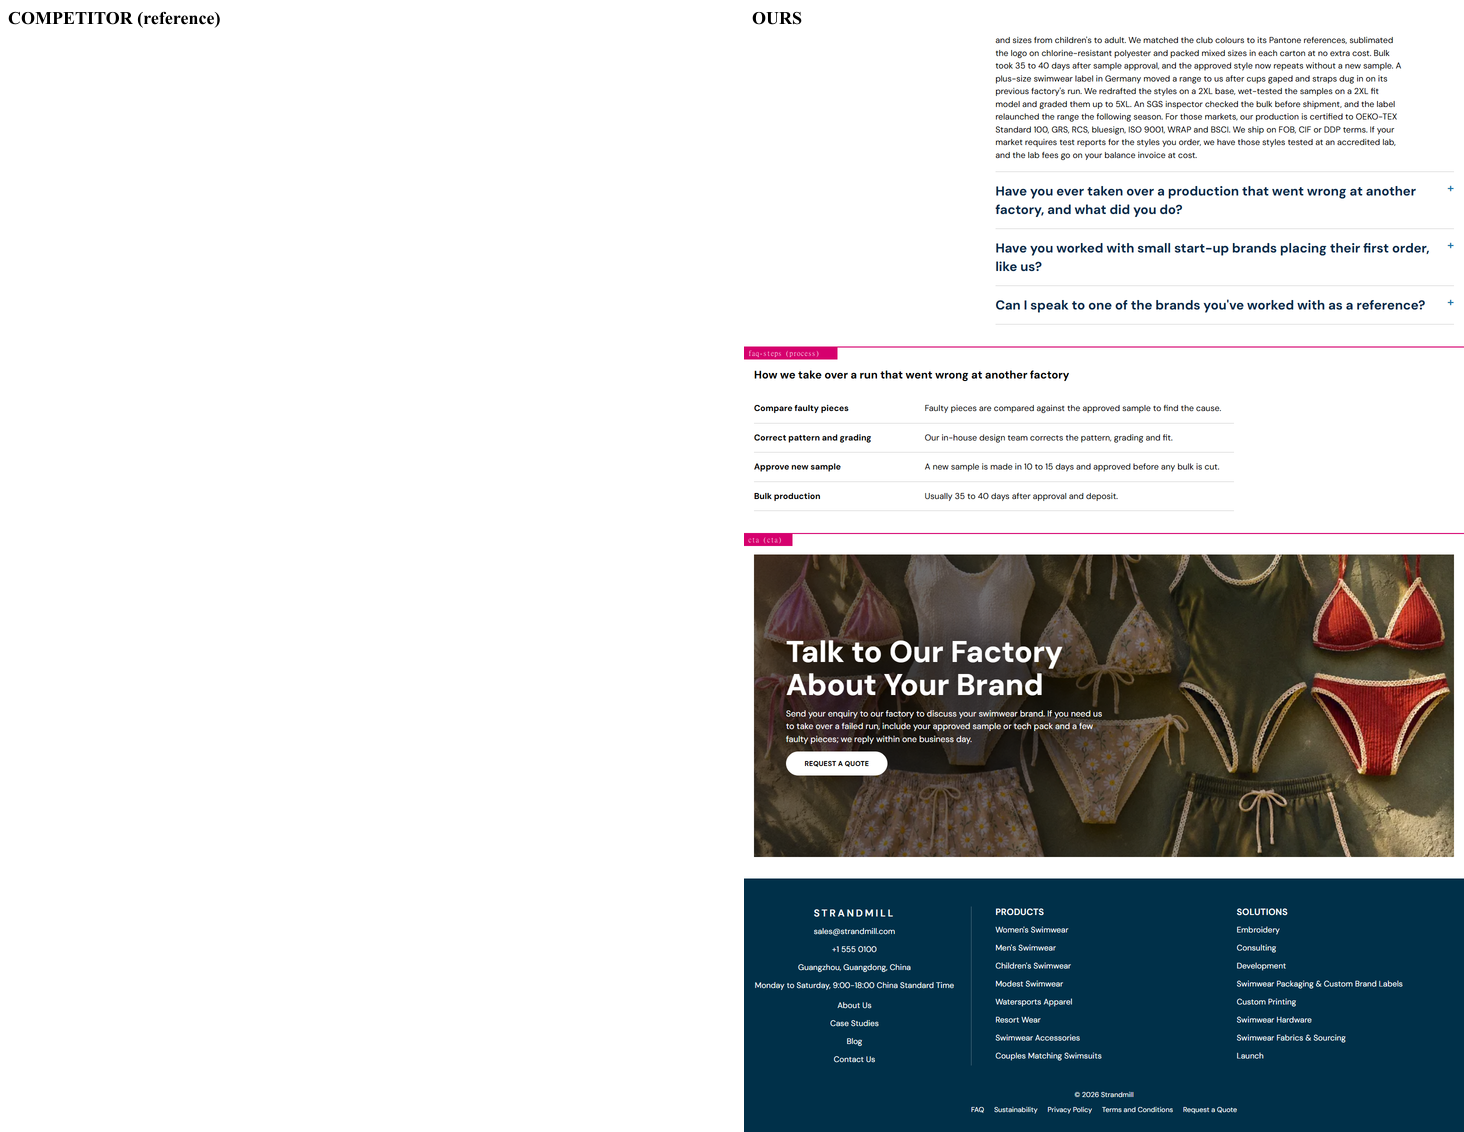 COMPETITOR (reference)
OURS
and sizes from children's to adult. We matched the club colours to its Pantone references, sublimated
the logo on chlorine-resistant polyester and packed mixed sizes in each carton at no extra cost. Bulk
took 35 to 40 days after sample approval, and the approved style now repeats without a new sample. A
plus-size swimwear label in Germany moved a range to us after cups gaped and straps dug in on its
previous factory's run. We redrafted the styles on a 2XL base, wet-tested the samples on a 2XL fit
model and graded them up to 5XL. An SGS inspector checked the bulk before shipment, and the label
relaunched the range the following season. For those markets, our production is certified to OEKO-TEX
Standard 100, GRS, RCS, bluesign, ISO 9001, WRAP and BSCI. We ship on FOB, CIF or DDP terms. If your
market requires test reports for the styles you order, we have those styles tested at an accredited lab,
and the lab fees go on your balance invoice at cost.
Have you ever taken over a production that went wrong at another +
factory, and what did you do?
Have you worked with small start-up brands placing their first order, +
like us?
Can I speak to one of the brands you've worked with as a reference? +
faq-steps (process)
How we take over a run that went wrong at another factory
Compare faulty pieces Faulty pieces are compared against the approved sample to find the cause.
Correct pattern and grading Our in-house design team corrects the pattern, grading and fit.
Approve new sample A new sample is made in 10 to 15 days and approved before any bulk is cut.
Bulk production Usually 35 to 40 days after approval and deposit.
cta (cta)
Talk to Our Factory
About Your Brand
Send your enquiry to our factory to discuss your swimwear brand. If you need us
to take over a failed run, include your approved sample or tech pack and a few
faulty pieces; we reply within one business day.
REQUEST A QUOTE
STRANDMILL
sales@strandmill.com
+1 555 0100
Guangzhou, Guangdong, China
Monday to Saturday, 9:00-18:00 China Standard Time
About Us
Case Studies
Blog
Contact Us
PRODUCTS
Women's Swimwear
Men's Swimwear
Children's Swimwear
Modest Swimwear
Watersports Apparel
Resort Wear
Swimwear Accessories
Couples Matching Swimsuits
SOLUTIONS
Embroidery
Consulting
Development
Swimwear Packaging & Custom Brand Labels
Custom Printing
Swimwear Hardware
Swimwear Fabrics & Sourcing
Launch
© 2026 Strandmill
FAQ Sustainability Privacy Policy Terms and Conditions Request a Quote